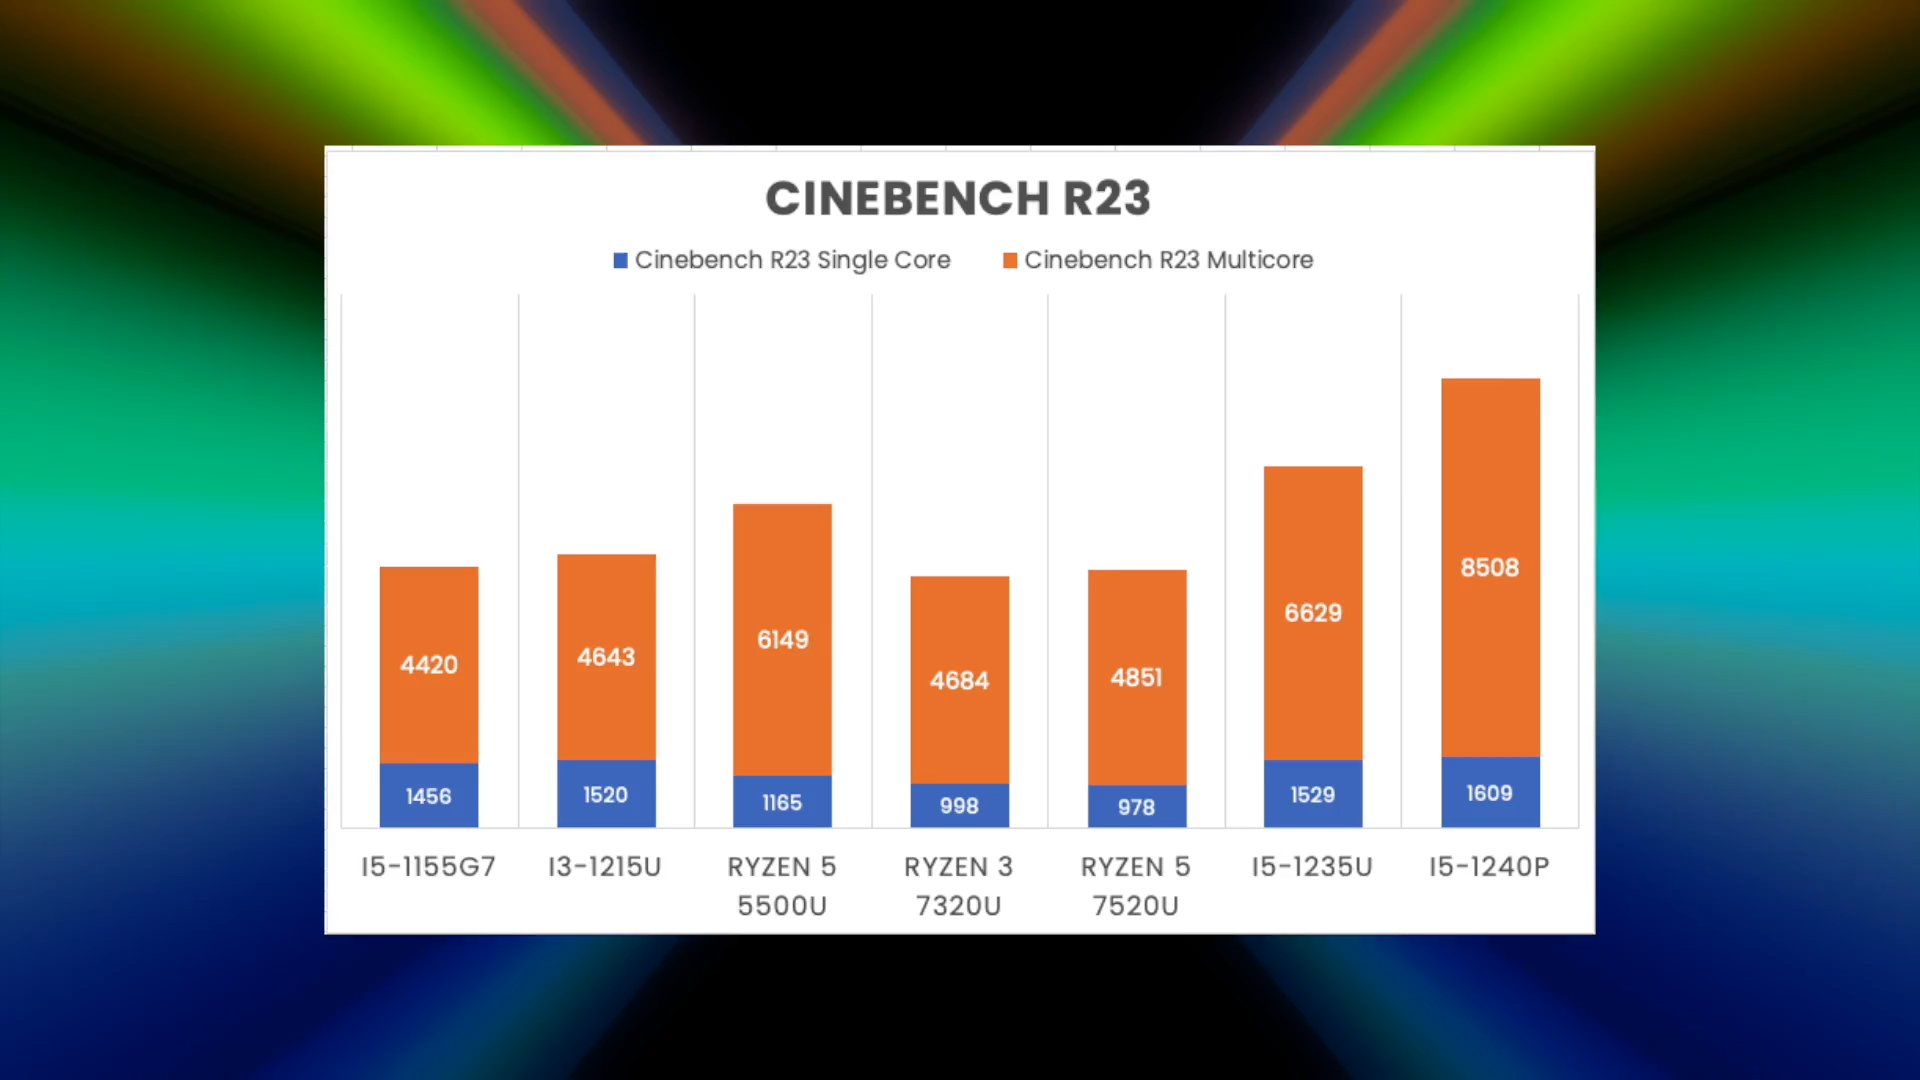 CINEBENCH R23
Cinebench R23 Single Core Cinebench R23 Multicore
4420 4643 6149 4684 4851 6629 8508
1456 1520 1165 998 978 1529 1609
I5-1155G7 I3-1215U RYZEN 5 RYZEN 3 RYZEN 5 I5-1235U I5-1240P
5500U 7320U 7520U